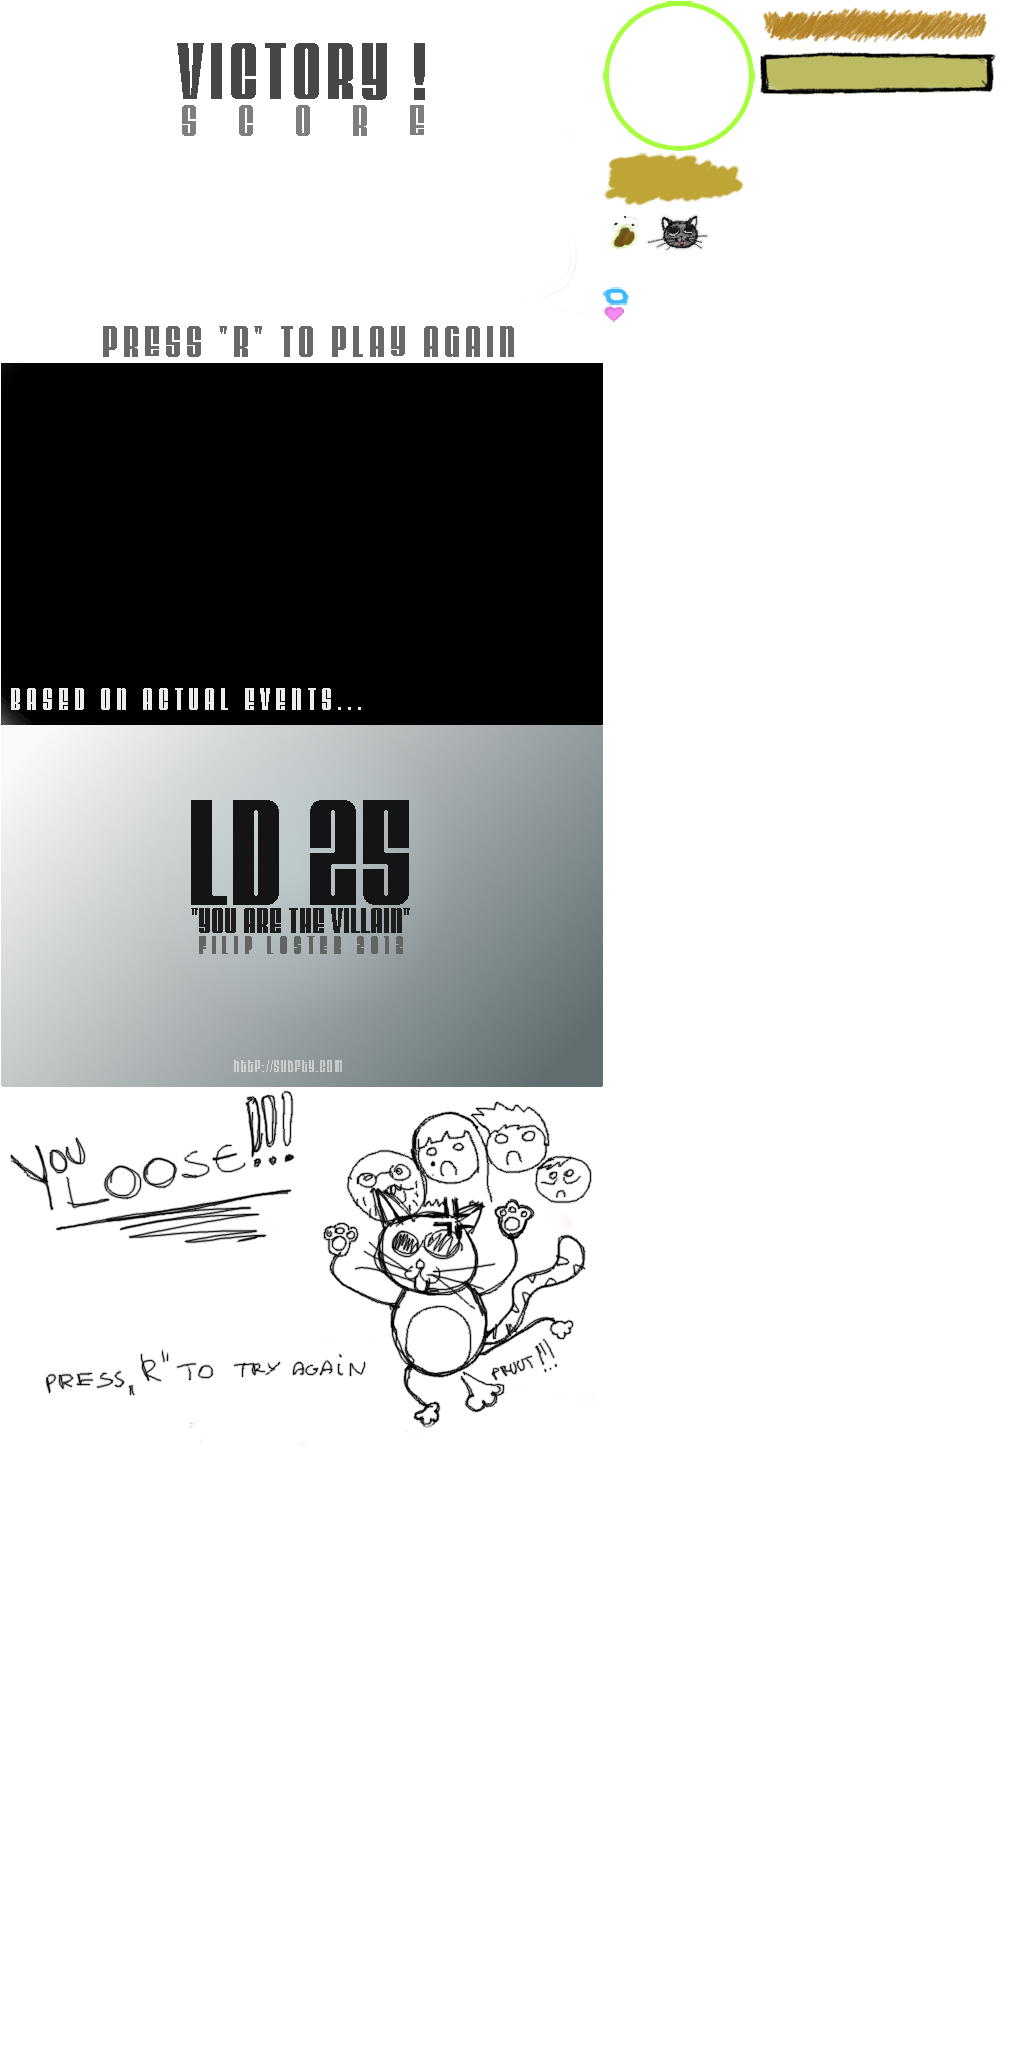 VICTORY !
SCORE
PRESS "R" TO PLAY AGAIN
BASED ON ACTUAL EVENTS...
LD 25
"YOU ARE THE VILLAIN"
FILIP LOSTER 2012
http://SUBPTY.COM
YOU
LOOSE!!!
PRESS „R" TO TRY AGAIN
PRUUT!!!